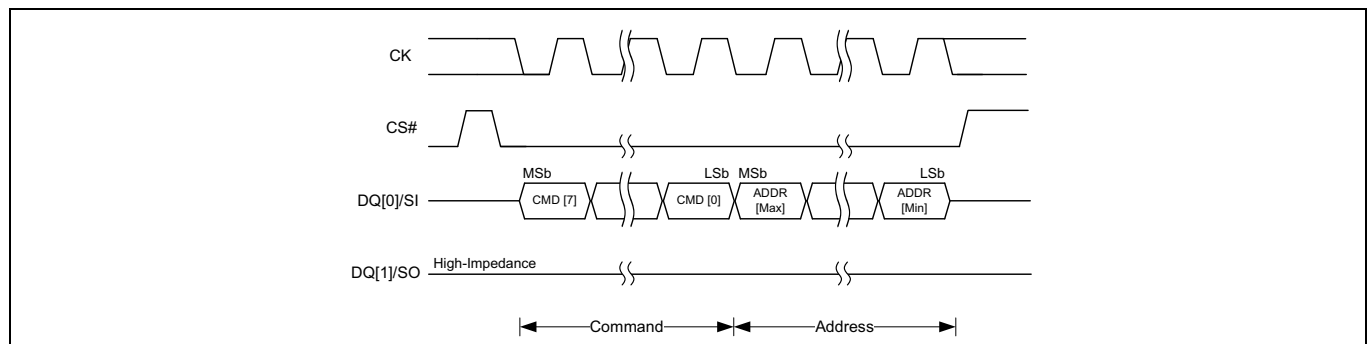 CK
CS#
MSb LSb MSb LSb
DQ[0]/SI CMD [7] CMD [0] ADDR [Max] ADDR [Min]
High-Impedance
DQ[1]/SO
Command Address